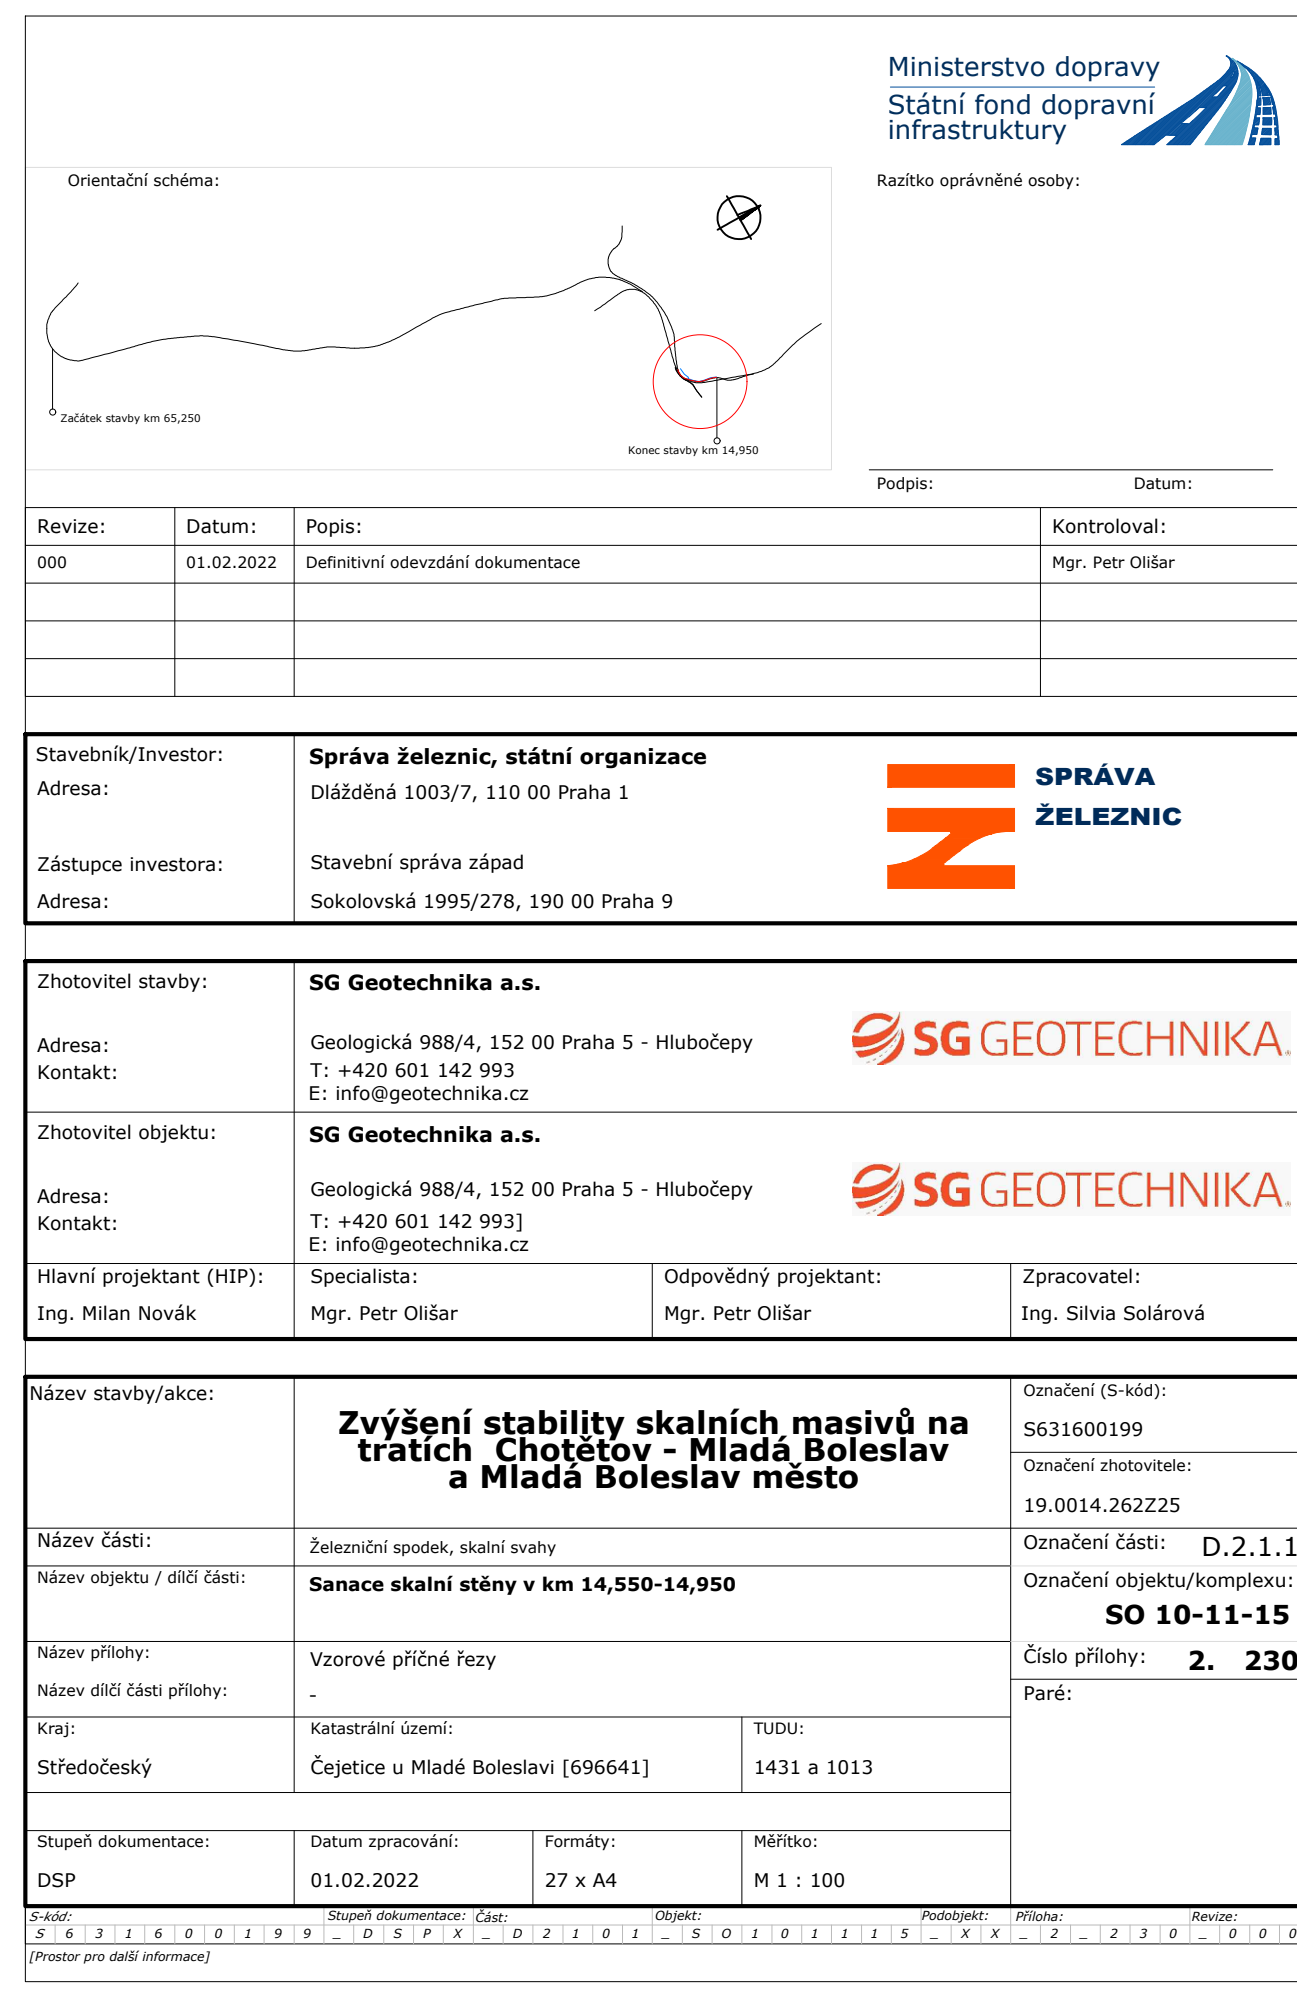 Ministerstvo dopravy
Státní fond dopravní
infrastruktury
Orientační schéma:
Razítko oprávněné osoby:
Začátek stavby km 65,250
Konec stavby km 14,950
Podpis: Datum:
Revize: Datum: Popis: Kontroloval:
000 01.02.2022 Definitivní odevzdání dokumentace Mgr. Petr Olišar
Stavebník/Investor: Správa železnic, státní organizace
Adresa: Dlážděná 1003/7, 110 00 Praha 1
SPRÁVA
ŽELEZNIC
Zástupce investora: Stavební správa západ
Adresa: Sokolovská 1995/278, 190 00 Praha 9
Zhotovitel stavby: SG Geotechnika a.s.
SG GEOTECHNIKA.
Adresa: Geologická 988/4, 152 00 Praha 5 - Hlubočepy
Kontakt: T: +420 601 142 993
E: info@geotechnika.cz
Zhotovitel objektu: SG Geotechnika a.s.
SG GEOTECHNIKA.
Adresa: Geologická 988/4, 152 00 Praha 5 - Hlubočepy
Kontakt: T: +420 601 142 993]
E: info@geotechnika.cz
Hlavní projektant (HIP): Specialista: Odpovědný projektant: Zpracovatel:
Ing. Milan Novák Mgr. Petr Olišar Mgr. Petr Olišar Ing. Silvia Solárová
Název stavby/akce:
Zvýšení stability skalních masivů na
tratích Chotětov - Mladá Boleslav
a Mladá Boleslav město
Označení (S-kód):
S631600199
Označení zhotovitele:
19.0014.262Z25
Název části: Železniční spodek, skalní svahy
Označení části: D.2.1.1
Název objektu / dílčí části: Sanace skalní stěny v km 14,550-14,950
Označení objektu/komplexu:
SO 10-11-15
Název přílohy: Vzorové příčné řezy
Číslo přílohy: 2. 230
Název dílčí části přílohy: -
Paré:
Kraj: Katastrální území: TUDU:
Středočeský Čejetice u Mladé Boleslavi [696641] 1431 a 1013
Stupeň dokumentace: Datum zpracování: Formáty: Měřítko:
DSP 01.02.2022 27 x A4 M 1 : 100
S-kód: Stupeň dokumentace: Část: Objekt: Podobjekt: Příloha: Revize:
S 6 3 1 6 0 0 1 9 9 _ D S P X _ D 2 1 0 1 _ S O 1 0 1 1 1 5 _ X X _ 2 _ 2 3 0 _ 0 0 0
[Prostor pro další informace]